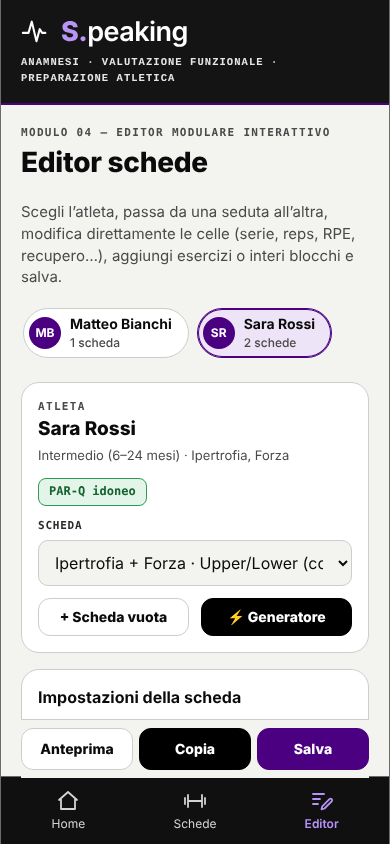 S.peaking
ANAMNESI · VALUTAZIONE FUNZIONALE ·
PREPARAZIONE ATLETICA
MODULO 04 — EDITOR MODULARE INTERATTIVO
Editor schede
Scegli l'atleta, passa da una seduta all'altra,
modifica direttamente le celle (serie, reps, RPE,
recupero…), aggiungi esercizi o interi blocchi e
salva.
MB
Matteo Bianchi
1 scheda
SR
Sara Rossi
2 schede
ATLETA
Sara Rossi
Intermedio (6–24 mesi) · Ipertrofia, Forza
PAR-Q idoneo
SCHEDA
Ipertrofia + Forza · Upper/Lower (co
+ Scheda vuota
⚡ Generatore
Impostazioni della scheda
Anteprima
Copia
Salva
Home
Schede
Editor